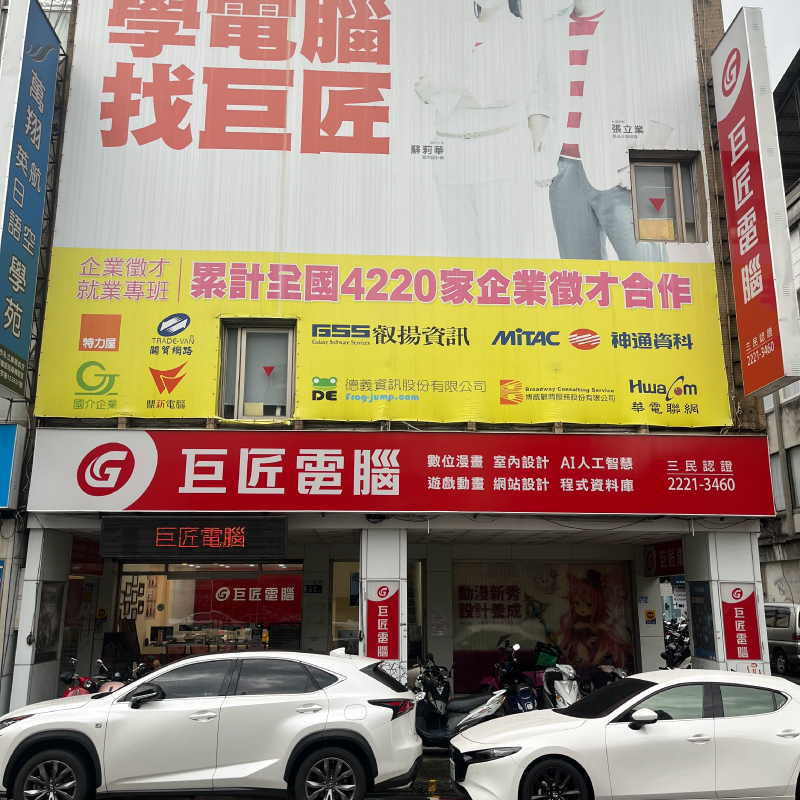 學電腦
找巨匠
蘇莉華
張立業
萬翔航空
英日語學苑
G
巨匠電腦
三民認證
2221-3460
企業徵才
就業專班
累計全國4220家企業徵才合作
特力屋
TRADE-VAN
關貿網路
GSS 叡揚資訊
Galaxy Software Services
MiTAC 神通資科
國介企業
鼎新電腦
DE 德義資訊股份有限公司
frog-jump.com
Broadway Consulting Service
博威顧問服務股份有限公司
HwaCom
華電聯網
G 巨匠電腦
數位漫畫 室內設計 AI人工智慧
遊戲動畫 網站設計 程式資料庫
三民認證
2221-3460
巨匠電腦
G 巨匠電腦
動漫新秀
設計養成
G
巨匠電腦
G
巨匠電腦